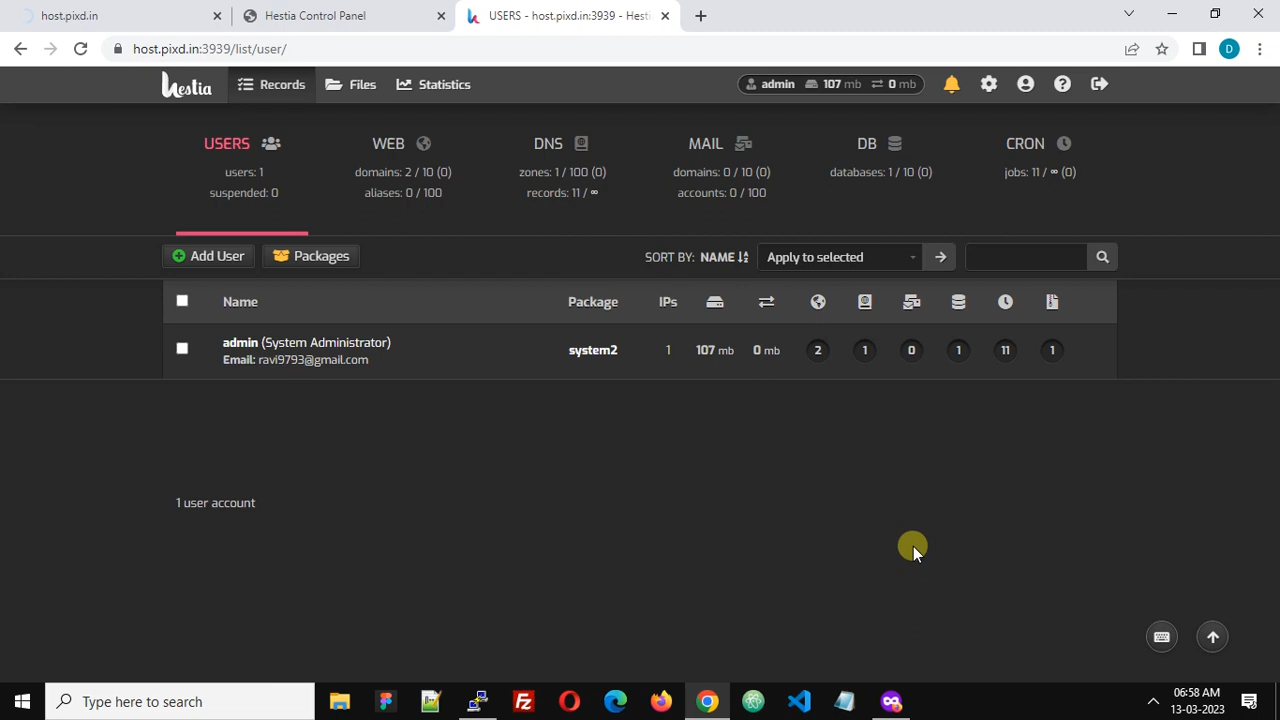 host.pixd.in
Hestia Control Panel
USERS - host.pixd.in:3939 - Hesti
host.pixd.in:3939/list/user/
D
hestia
Records
Files
Statistics
admin 107 mb 0 mb
USERS
users: 1
suspended: 0
WEB
domains: 2 / 10 (0)
aliases: 0 / 100
DNS
zones: 1 / 100 (0)
records: 11 / ∞
MAIL
domains: 0 / 10 (0)
accounts: 0 / 100
DB
databases: 1 / 10 (0)
CRON
jobs: 11 / ∞ (0)
Add User
Packages
SORT BY: NAME
Apply to selected
Name Package IPs
admin (System Administrator)
Email: ravi9793@gmail.com
system2 1 107 mb 0 mb 2 1 0 1 11 1
1 user account
Type here to search
06:58 AM
13-03-2023